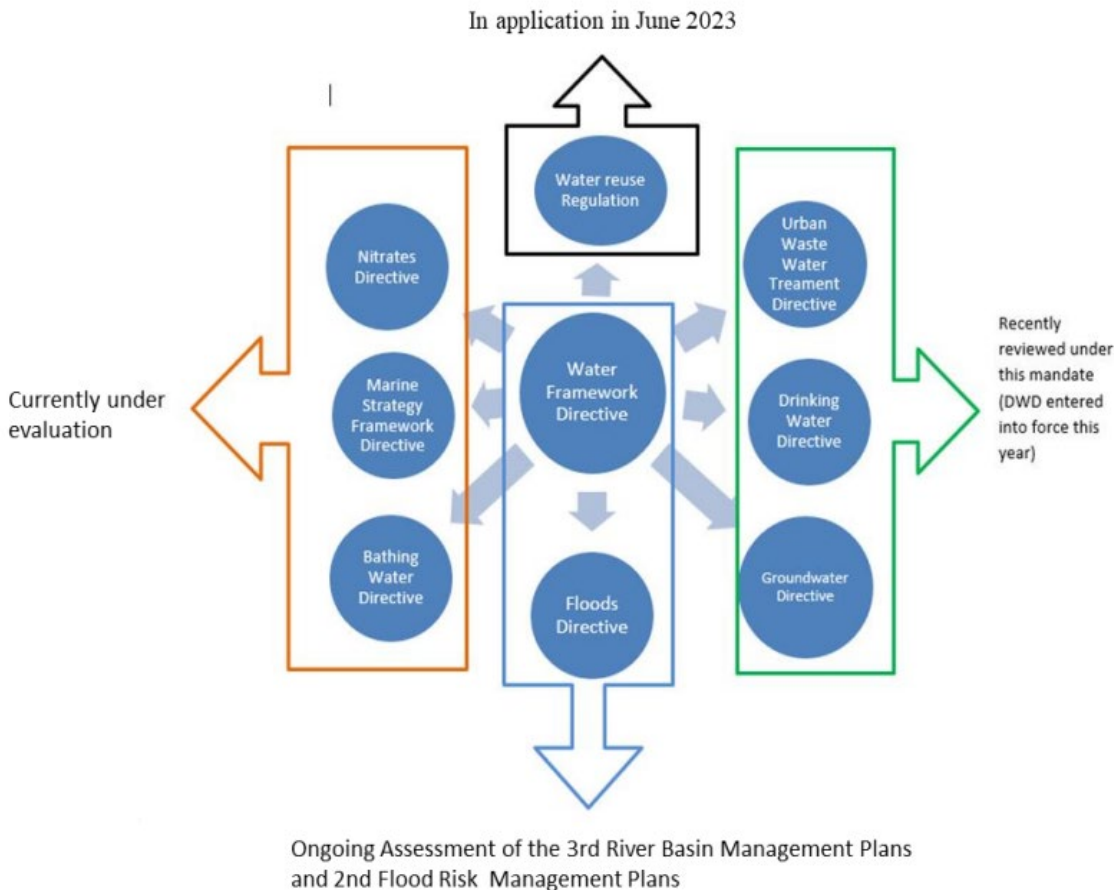 In application in June 2023
Water reuse
Regulation
Nitrates
Directive
Urban
Waste
Water
Treament
Directive
Water
Framework
Directive
Marine
Strategy
Framework
Directive
Drinking
Water
Directive
Currently under
evaluation
Recently
reviewed under
this mandate
(DWD entered
into force this
year)
Bathing
Water
Directive
Floods
Directive
Groundwater
Directive
Ongoing Assessment of the 3rd River Basin Management Plans
and 2nd Flood Risk Management Plans